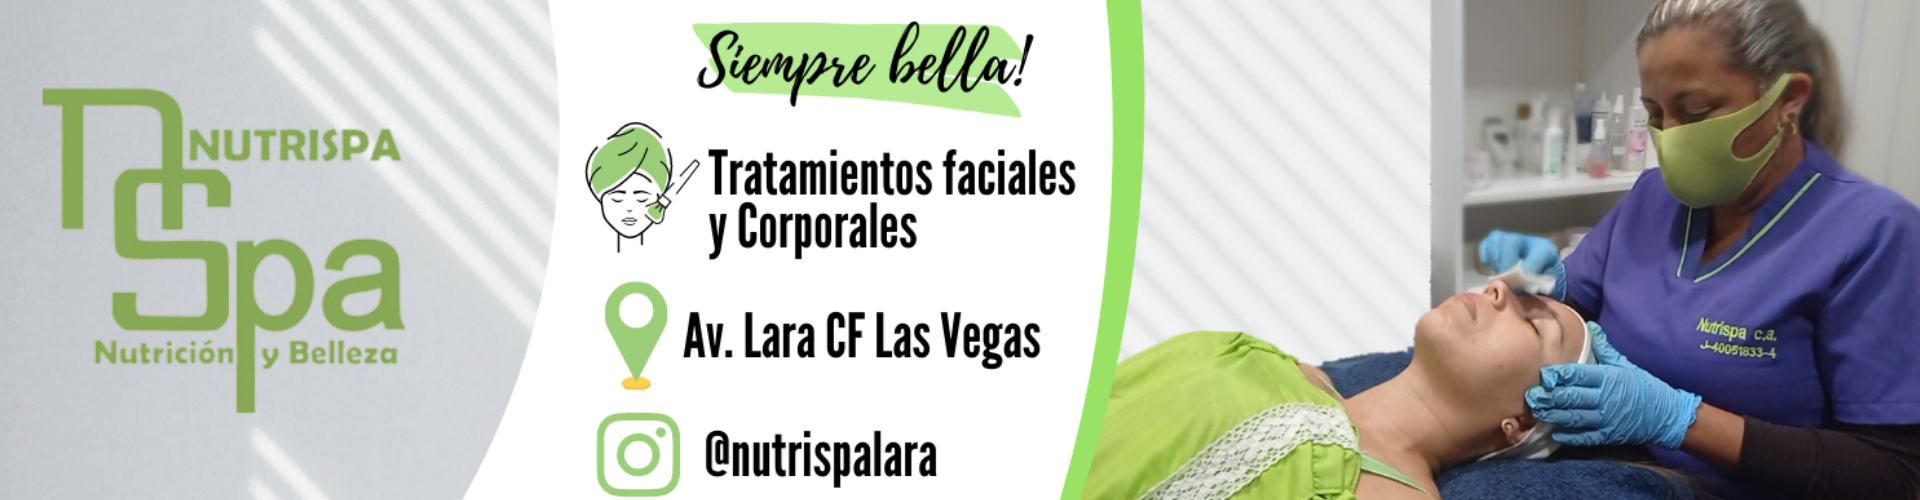 NUTRISPA
Spa
Nutrición y Belleza
Siempre bella!
Tratamientos faciales
y Corporales
Av. Lara CF Las Vegas
@nutrispalara
Nutrispa c.a.
J-40051833-4